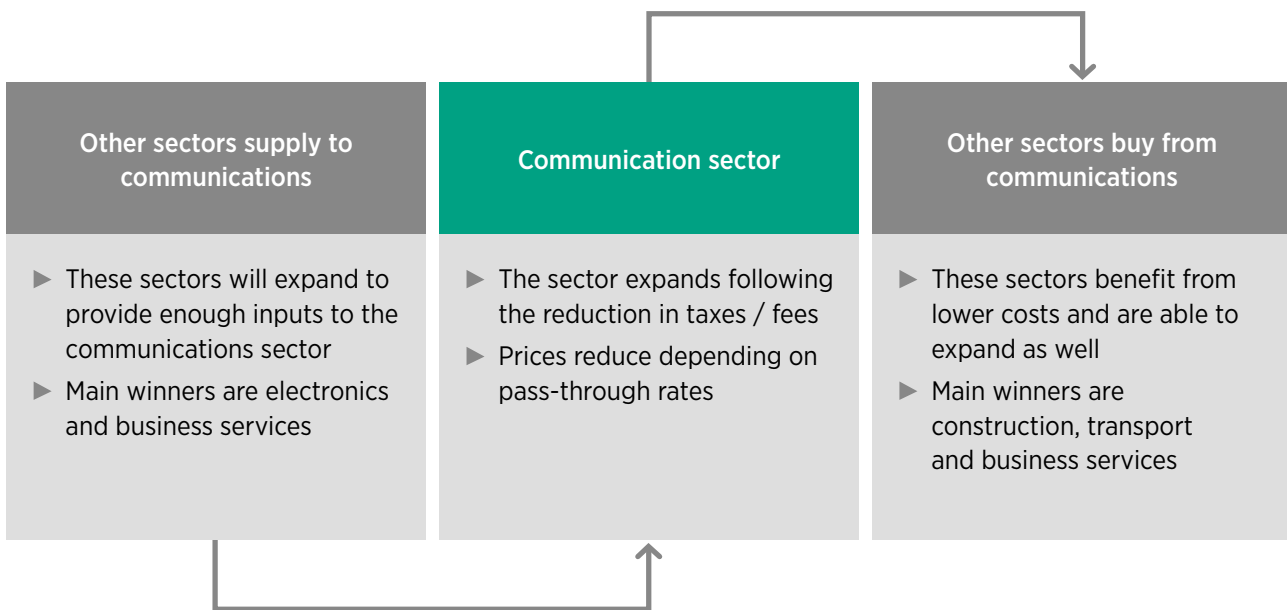 Other sectors supply to
communications
► These sectors will expand to
provide enough inputs to the
communications sector
► Main winners are electronics
and business services
Communication sector
► The sector expands following
the reduction in taxes / fees
► Prices reduce depending on
pass-through rates
Other sectors buy from
communications
► These sectors benefit from
lower costs and are able to
expand as well
► Main winners are
construction, transport
and business services